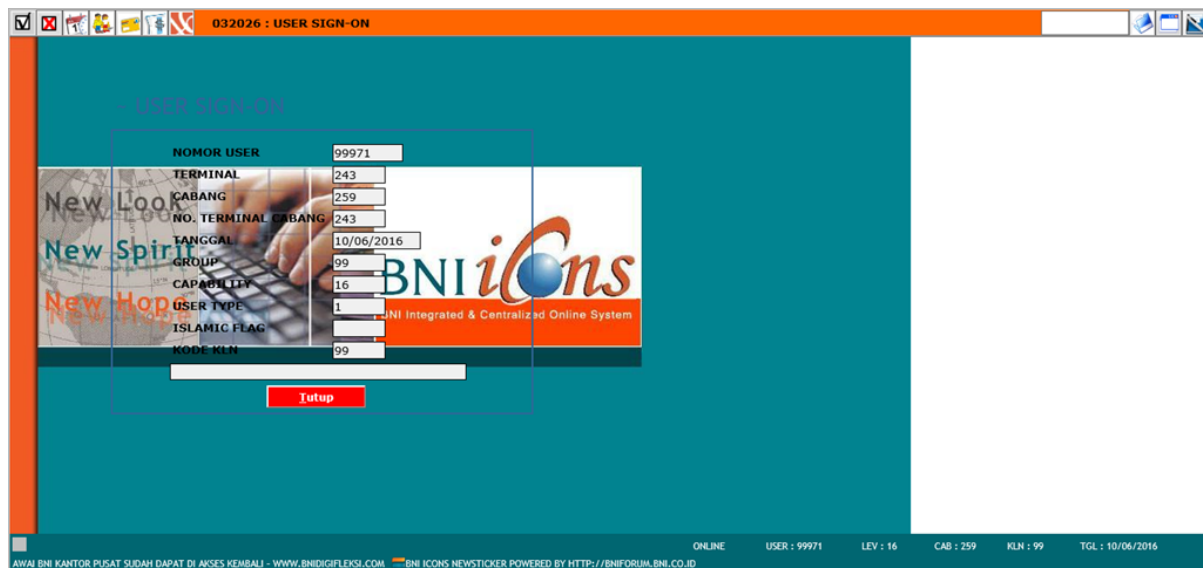 032026 : USER SIGN-ON
- USER SIGN-ON
NOMOR USER 99971
TERMINAL 243
CABANG 259
NO. TERMINAL CABANG 243
TANGGAL 10/06/2016
GROUP 99
CAPABILITY 16
USER TYPE 1
ISLAMIC FLAG
KODE KLN 99
Tutup
New Look
New Spirit
New Hope
BNI iCons
BNI Integrated & Centralized Online System
ONLINE USER : 99971 LEV : 16 CAB : 259 KLN : 99 TGL : 10/06/2016
AWAI BNI KANTOR PUSAT SUDAH DAPAT DI AKSES KEMBALI - WWW.BNIDIGIFLEKSI.COM BNI ICONS NEWSTICKER POWERED BY HTTP://BNIFORUM.BNI.CO.ID